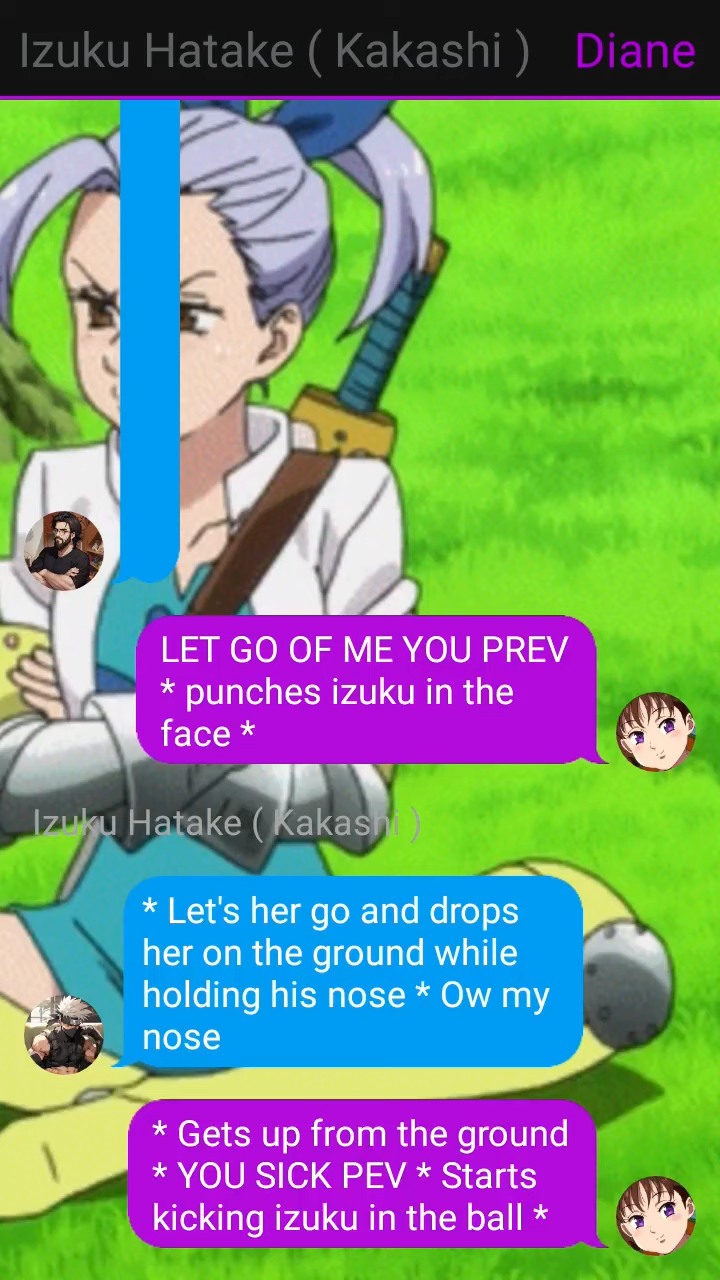 Izuku Hatake ( Kakashi ) Diane
LET GO OF ME YOU PREV
* punches izuku in the
face *
Izuku Hatake ( Kakashi )
* Let's her go and drops
her on the ground while
holding his nose * Ow my
nose
* Gets up from the ground
* YOU SICK PEV * Starts
kicking izuku in the ball *